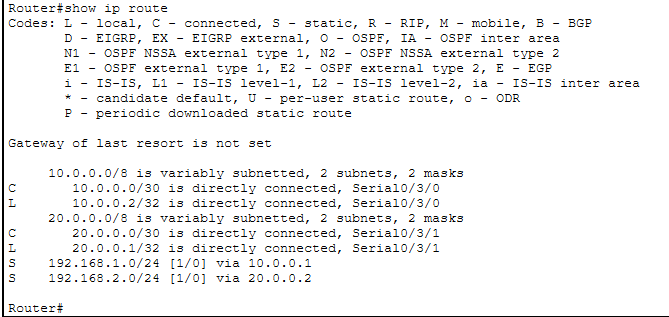 Router#show ip route
Codes: L - local, C - connected, S - static, R - RIP, M - mobile, B - BGP
D - EIGRP, EX - EIGRP external, O - OSPF, IA - OSPF inter area
N1 - OSPF NSSA external type 1, N2 - OSPF NSSA external type 2
E1 - OSPF external type 1, E2 - OSPF external type 2, E - EGP
i - IS-IS, L1 - IS-IS level-1, L2 - IS-IS level-2, ia - IS-IS inter area
* - candidate default, U - per-user static route, o - ODR
P - periodic downloaded static route
Gateway of last resort is not set
10.0.0.0/8 is variably subnetted, 2 subnets, 2 masks
C 10.0.0.0/30 is directly connected, Serial0/3/0
L 10.0.0.2/32 is directly connected, Serial0/3/0
20.0.0.0/8 is variably subnetted, 2 subnets, 2 masks
C 20.0.0.0/30 is directly connected, Serial0/3/1
L 20.0.0.1/32 is directly connected, Serial0/3/1
S 192.168.1.0/24 [1/0] via 10.0.0.1
S 192.168.2.0/24 [1/0] via 20.0.0.2
Router#